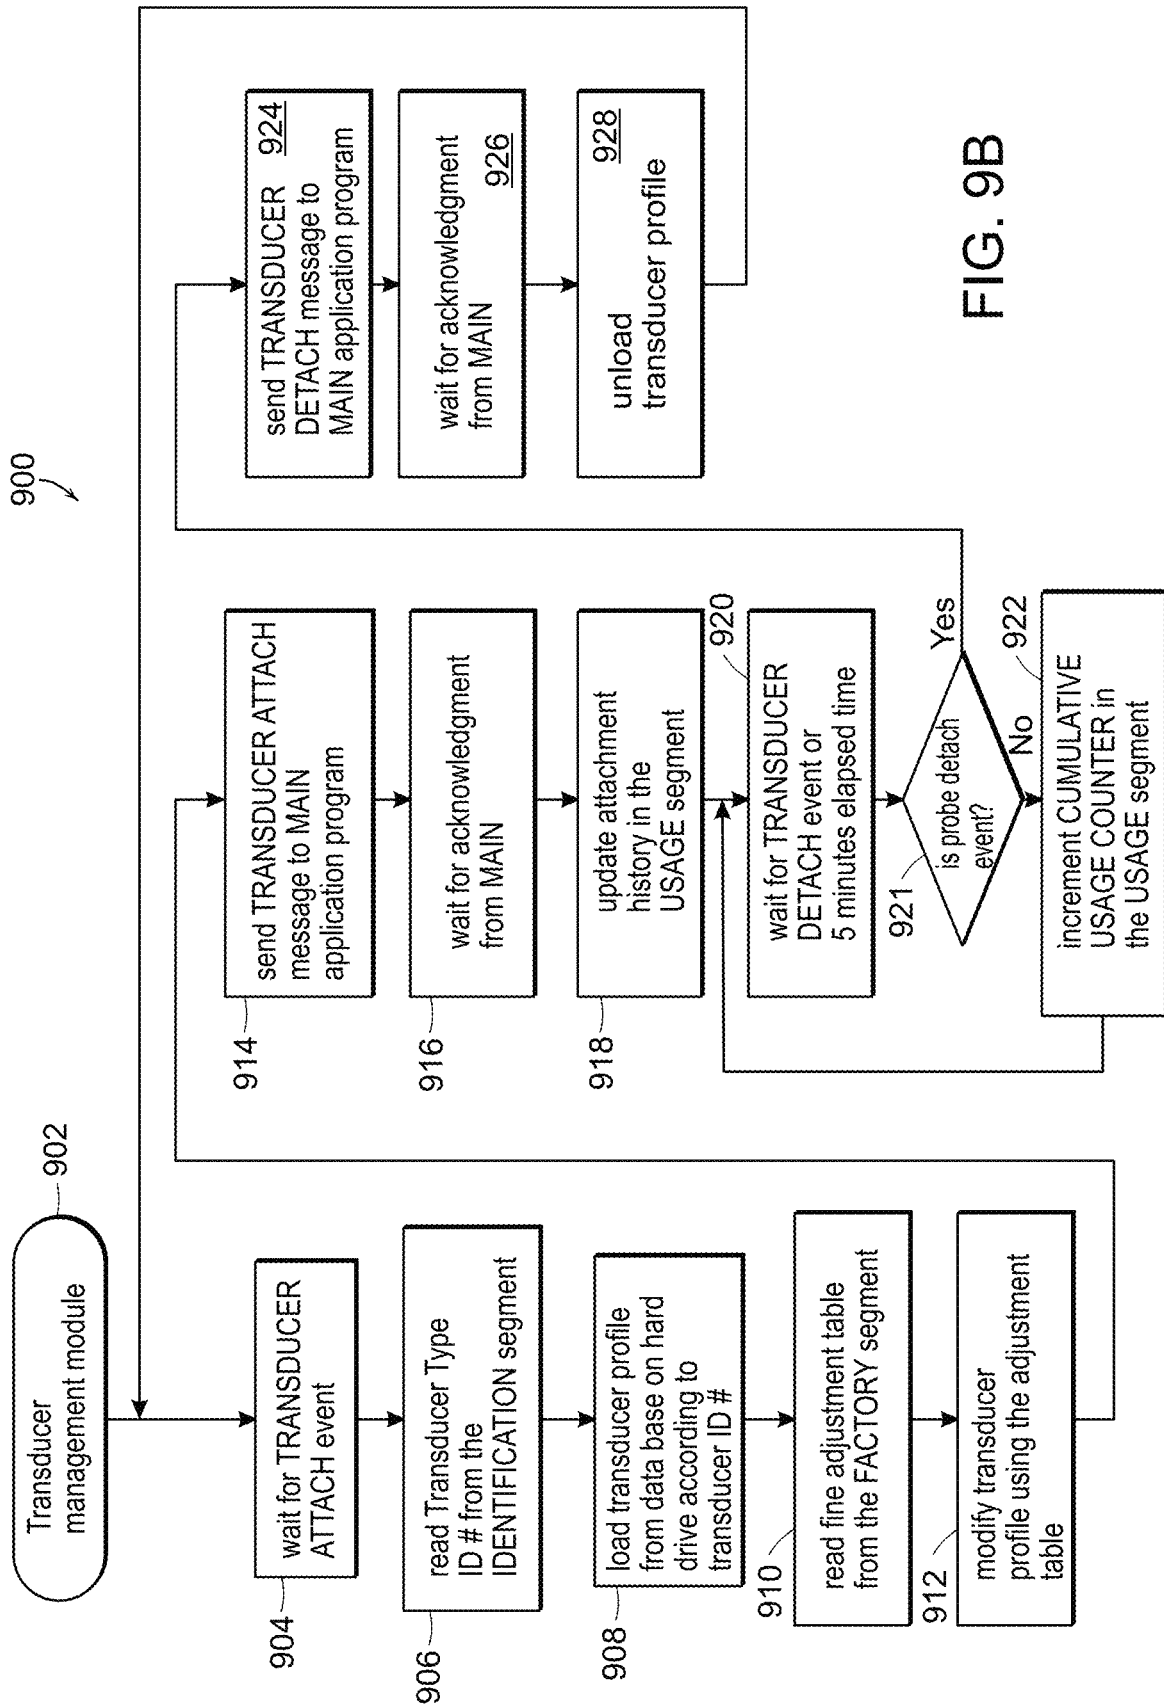 900
Transducer
management module
902
wait for TRANSDUCER
ATTACH event
904
read Transducer Type
ID # from the
IDENTIFICATION segment
906
load transducer profile
from data base on hard
drive according to
transducer ID #
908
read fine adjustment table
from the FACTORY segment
910
modify transducer
profile using the adjustment
table
912
send TRANSDUCER ATTACH
message to MAIN
application program
914
wait for acknowledgment
from MAIN
916
update attachment
history in the
USAGE segment
918
wait for TRANSDUCER
DETACH event or
5 minutes elapsed time
920
is probe detach
event?
921
Yes
No
increment CUMULATIVE
USAGE COUNTER in
the USAGE segment
922
send TRANSDUCER
DETACH message to
MAIN application program
924
wait for acknowledgment
from MAIN
926
unload
transducer profile
928
FIG. 9B